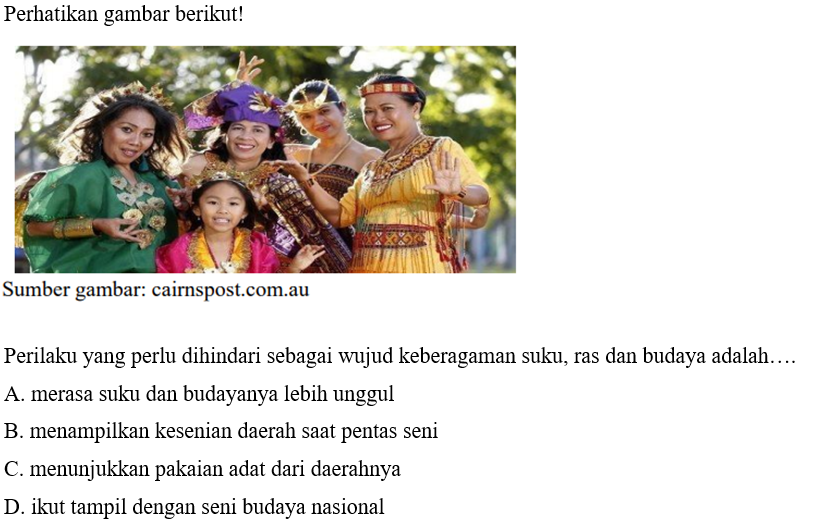 Perhatikan gambar berikut!
Sumber gambar: cairnspost.com.au
Perilaku yang perlu dihindari sebagai wujud keberagaman suku, ras dan budaya adalah….
A. merasa suku dan budayanya lebih unggul
B. menampilkan kesenian daerah saat pentas seni
C. menunjukkan pakaian adat dari daerahnya
D. ikut tampil dengan seni budaya nasional